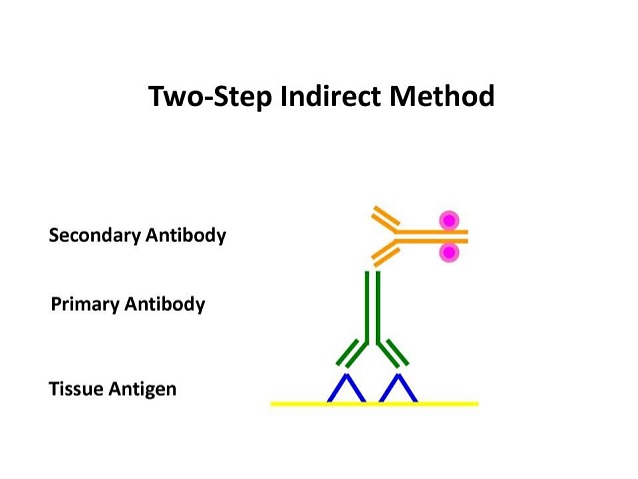 Two-Step Indirect Method
Secondary Antibody
Primary Antibody
Tissue Antigen